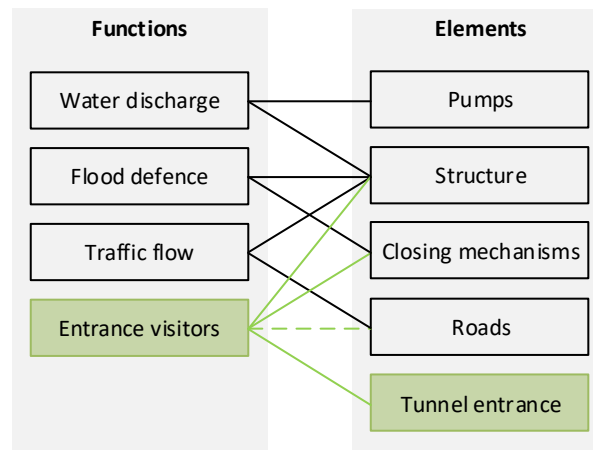 Functions
Elements
Water discharge
Pumps
Flood defence
Structure
Traffic flow
Closing mechanisms
Entrance visitors
Roads
Tunnel entrance